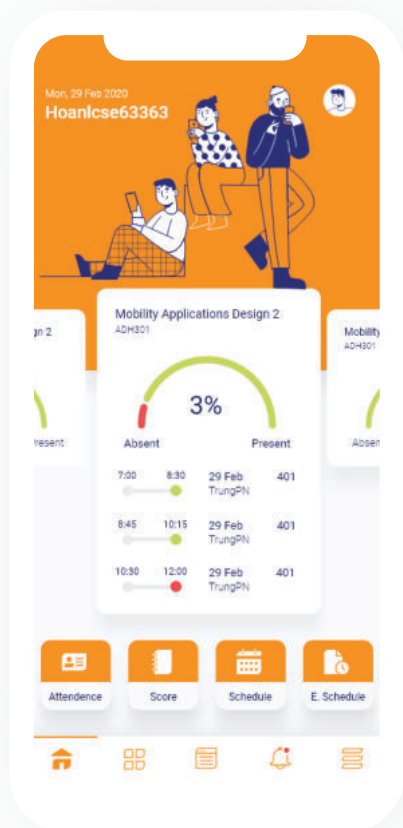 Mon, 29 Feb 2020
Hoanlcse63363
gn 2
resent
Mobility Applications Design 2
ADH301
3%
Absent Present
7:00 8:30 29 Feb 401
TrungPN
8:45 10:15 29 Feb 401
TrungPN
10:30 12:00 29 Feb 401
TrungPN
Mobility
ADH301
Absen
Attendence Score Schedule E. Schedule